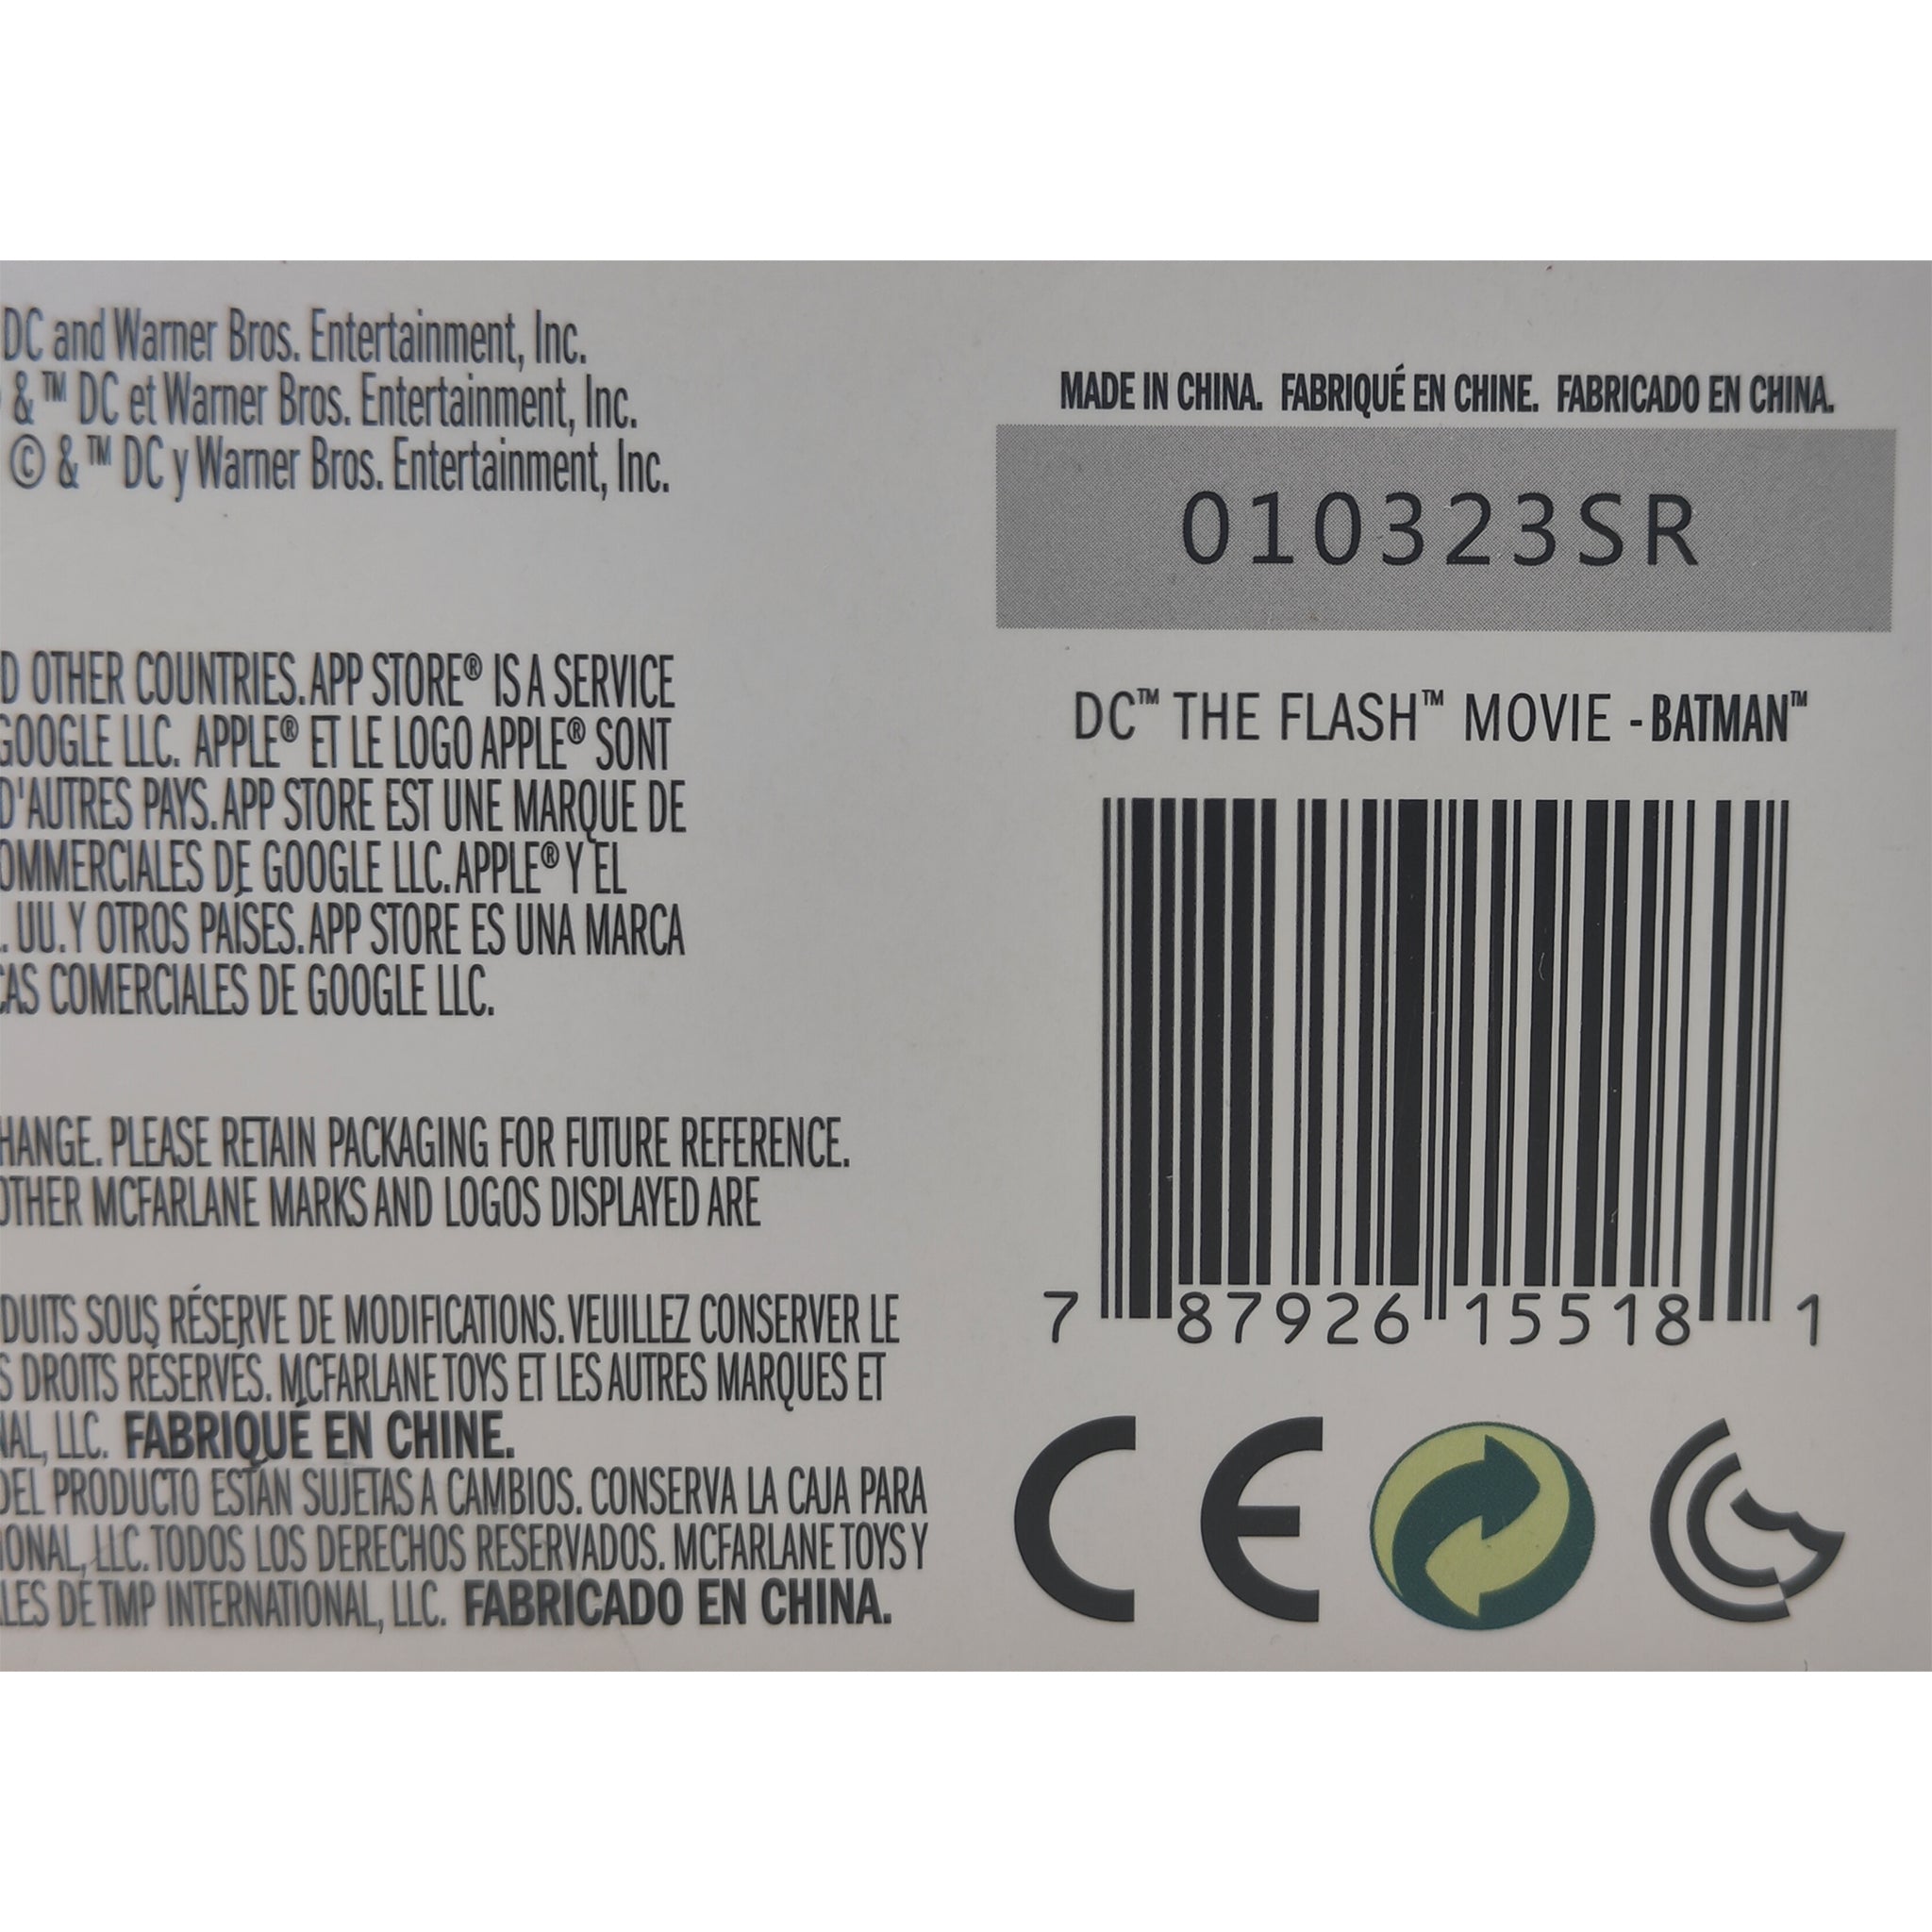 DC and Warner Bros. Entertainment, Inc.
& ™ DC et Warner Bros. Entertainment, Inc.
© & ™ DC y Warner Bros. Entertainment, Inc.
D OTHER COUNTRIES. APP STORE® IS A SERVICE
GOOGLE LLC. APPLE® ET LE LOGO APPLE® SONT
D'AUTRES PAYS. APP STORE EST UNE MARQUE DE
OMMERCIALES DE GOOGLE LLC. APPLE® Y EL
. UU. Y OTROS PAÍSES. APP STORE ES UNA MARCA
CAS COMERCIALES DE GOOGLE LLC.
HANGE. PLEASE RETAIN PACKAGING FOR FUTURE REFERENCE.
OTHER MCFARLANE MARKS AND LOGOS DISPLAYED ARE
DUITS SOUS RÉSERVE DE MODIFICATIONS. VEUILLEZ CONSERVER LE
S DROITS RÉSERVÉS. MCFARLANE TOYS ET LES AUTRES MARQUES ET
NAL, LLC. FABRIQUÉ EN CHINE.
DEL PRODUCTO ESTÁN SUJETAS A CAMBIOS. CONSERVA LA CAJA PARA
IONAL, LLC. TODOS LOS DERECHOS RESERVADOS. MCFARLANE TOYS Y
LES DE TMP INTERNATIONAL, LLC. FABRICADO EN CHINA.
MADE IN CHINA. FABRIQUÉ EN CHINE. FABRICADO EN CHINA.
010323SR
DC™ THE FLASH™ MOVIE - BATMAN™
7 87926 15518 1
CE